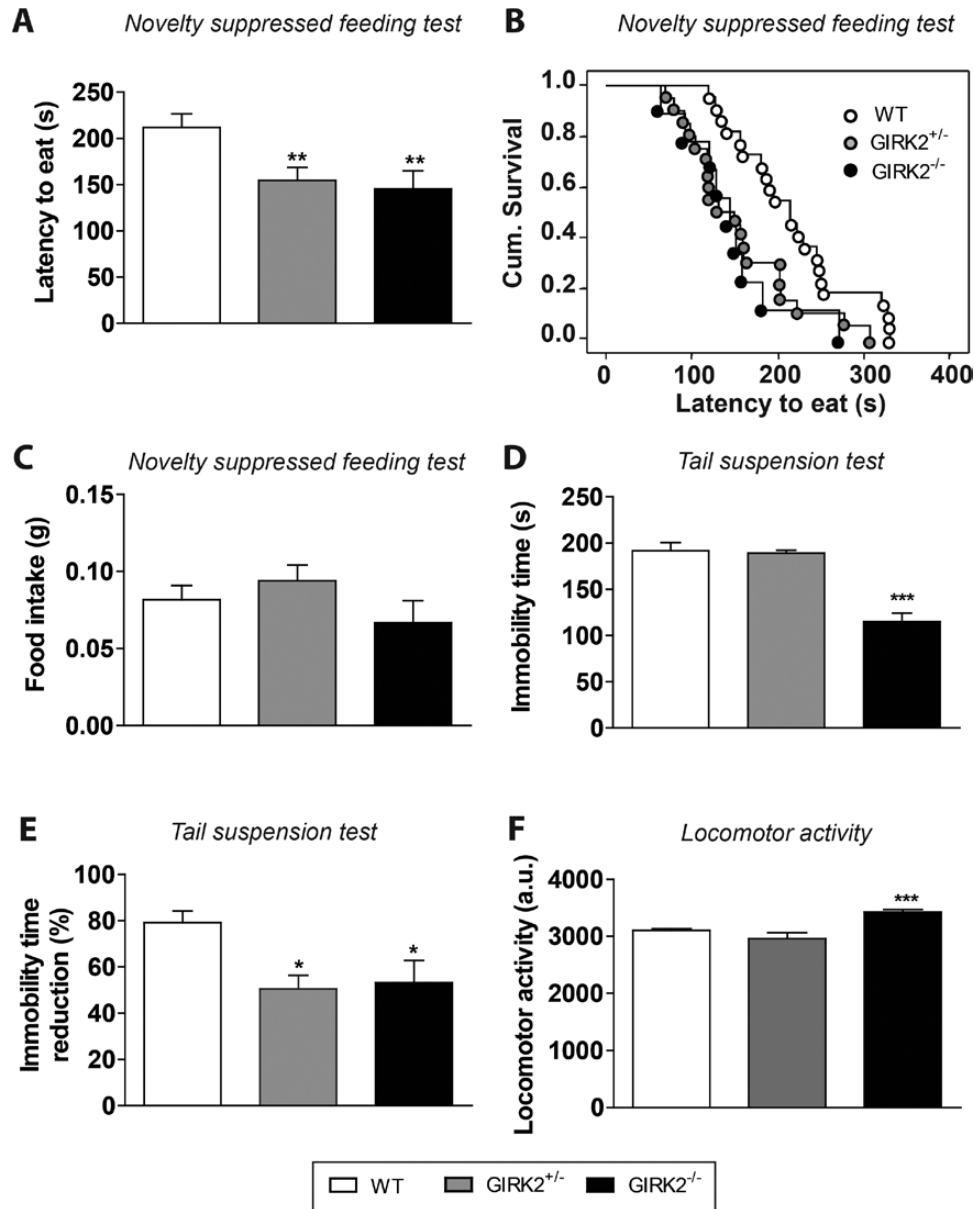 A Novelty suppressed feeding test
Latency to eat (s)
250
200
150
100
50
0
**
**
B Novelty suppressed feeding test
Cum. Survival
1.0
0.8
0.6
0.4
0.2
0.0
WT
GIRK2+/-
GIRK2-/-
0 100 200 300 400
Latency to eat (s)
C Novelty suppressed feeding test
Food intake (g)
0.15
0.10
0.05
0.00
D Tail suspension test
Immobility time (s)
250
200
150
100
50
0
***
E Tail suspension test
Immobility time
reduction (%)
80
60
40
20
0
*
*
F Locomotor activity
Locomotor activity (a.u.)
4000
3000
2000
1000
0
***
WT GIRK2+/- GIRK2-/-